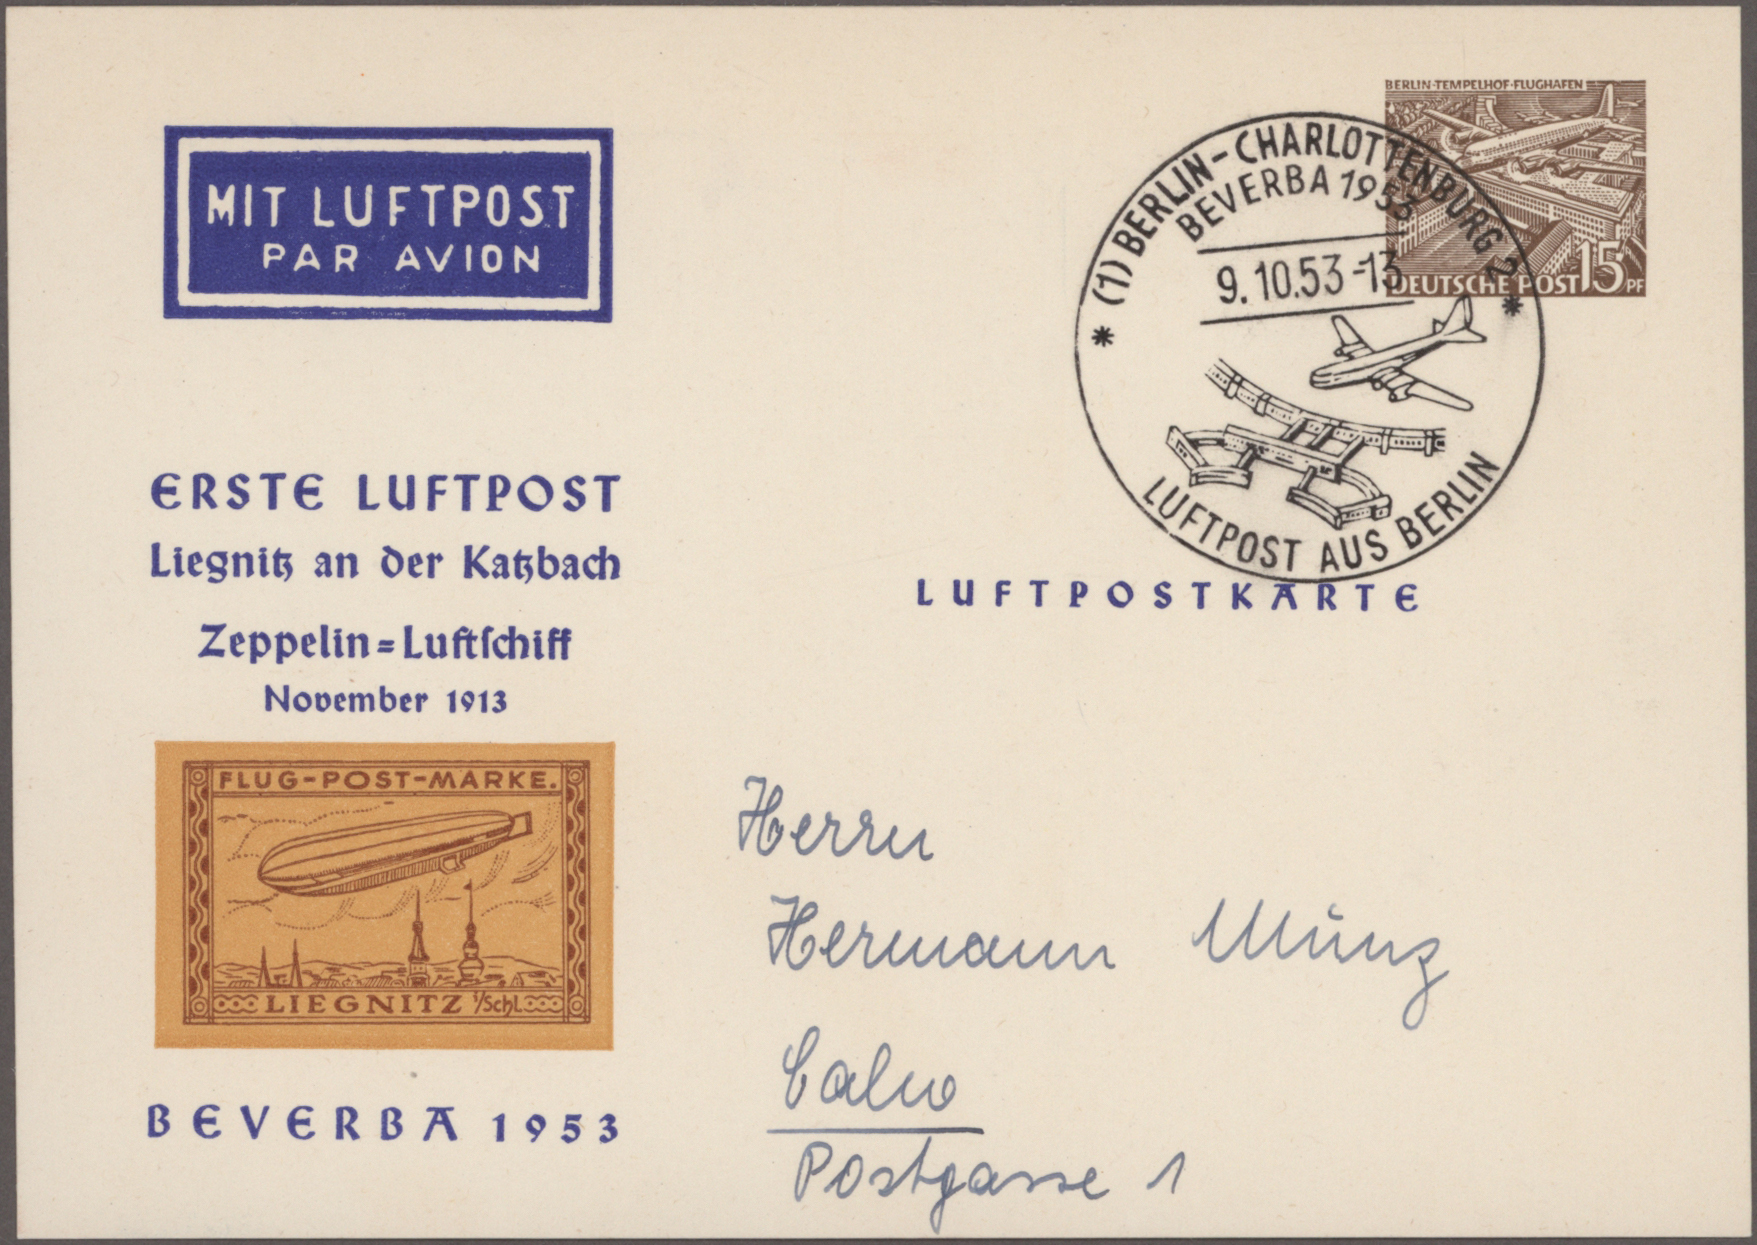 MIT LUFTPOST
PAR AVION
BERLIN-TEMPELHOF-FLUGHAFEN
DEUTSCHE POST 15 PF
(1) BERLIN-CHARLOTTENBURG 2
BEVERBA 1953
9.10.53-13
LUFTPOST AUS BERLIN
ERSTE LUFTPOST
Liegnitz an der Katzbach
Zeppelin=Luftſchiff
November 1913
LUFTPOSTKARTE
FLUG-POST-MARKE.
LIEGNITZ i/Schl.
BEVERBA 1953
Herrn
Hermann Münz
Calw
Postgasse 1